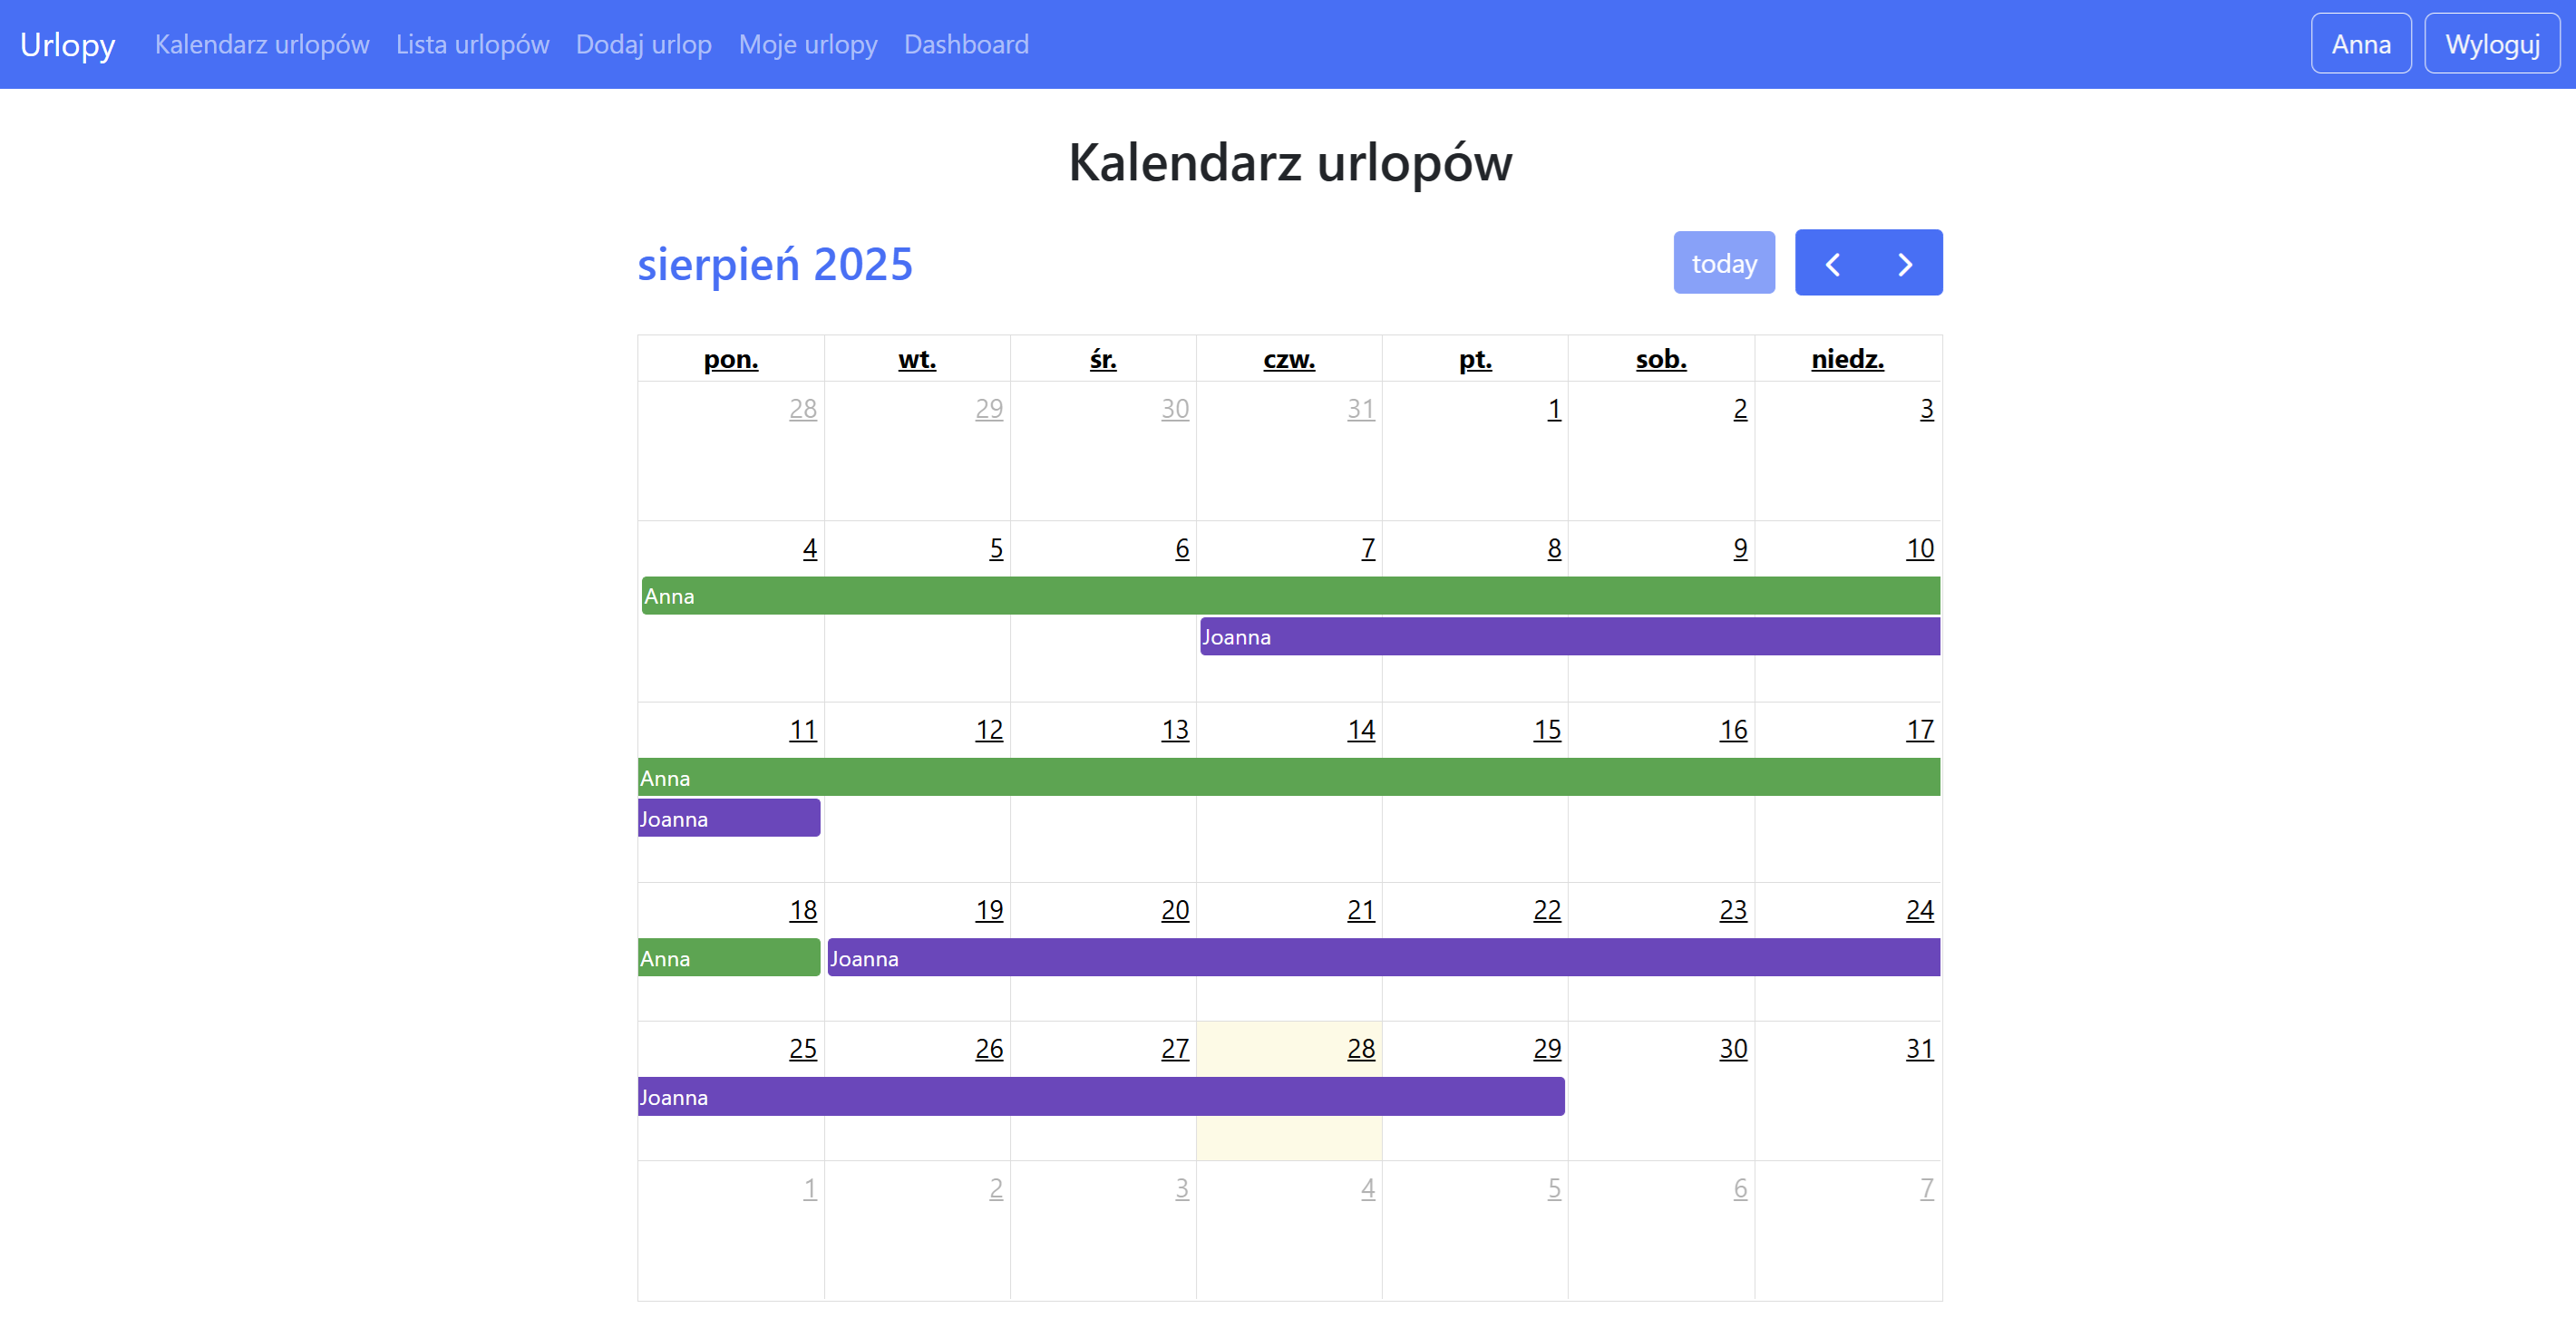 Urlopy Kalendarz urlopów Lista urlopów Dodaj urlop Moje urlopy Dashboard Anna Wyloguj
Kalendarz urlopów
sierpień 2025 today
pon. wt. śr. czw. pt. sob. niedz.
28 29 30 31 1 2 3
4 5 6 7 8 9 10
Anna
Joanna
11 12 13 14 15 16 17
Anna
Joanna
18 19 20 21 22 23 24
Anna Joanna
25 26 27 28 29 30 31
Joanna
1 2 3 4 5 6 7